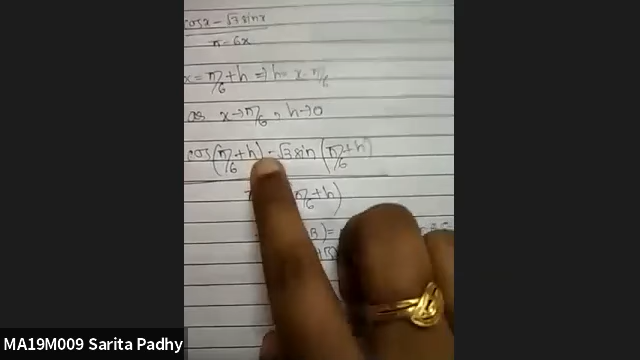 cosx - √3 sinx
π - 6x
x = π/6 + h ⇒ h = x - π/6
as x→π/6, h→0
cos(π/6 + h) - √3 sin(π/6 + h)
π/6 + h)
B) =
MA19M009 Sarita Padhy